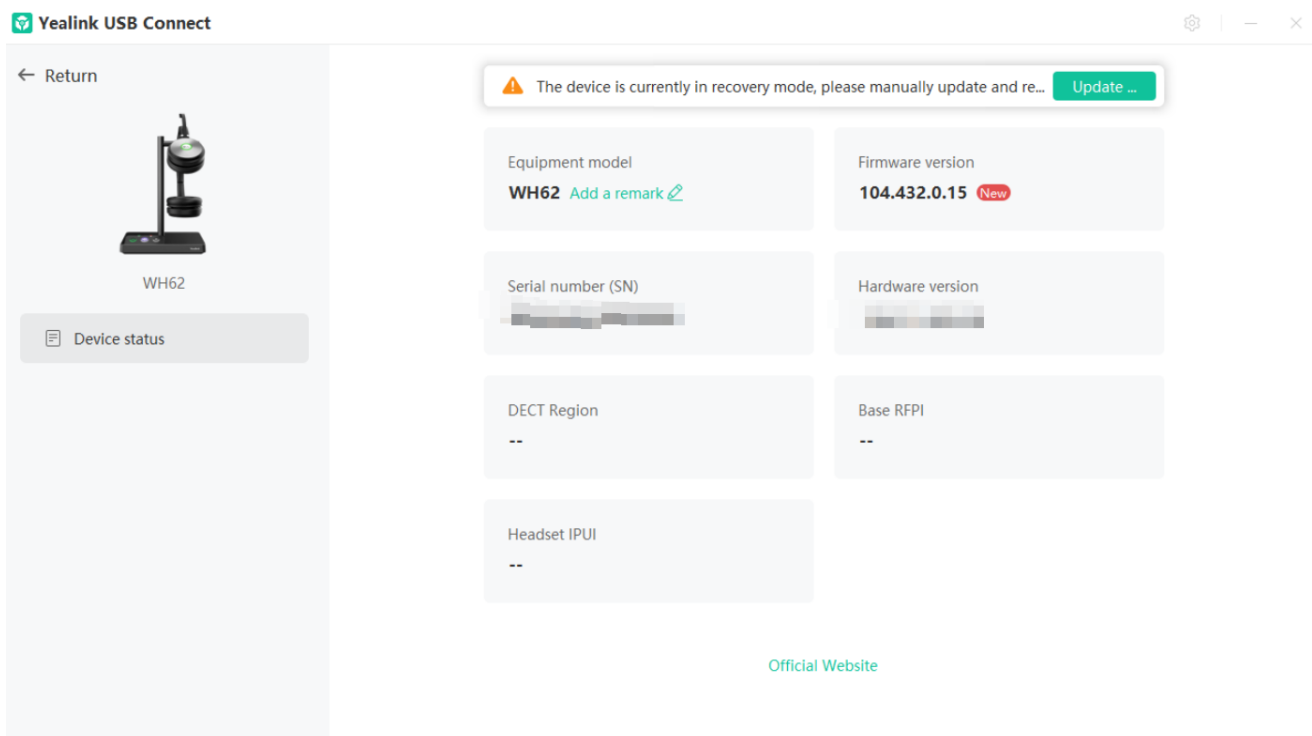 Yealink USB Connect
Return
WH62
Device status
The device is currently in recovery mode, please manually update and re... Update ...
Equipment model
WH62 Add a remark
Firmware version
104.432.0.15 New
Serial number (SN)
Hardware version
DECT Region
--
Base RFPI
--
Headset IPUI
--
Official Website